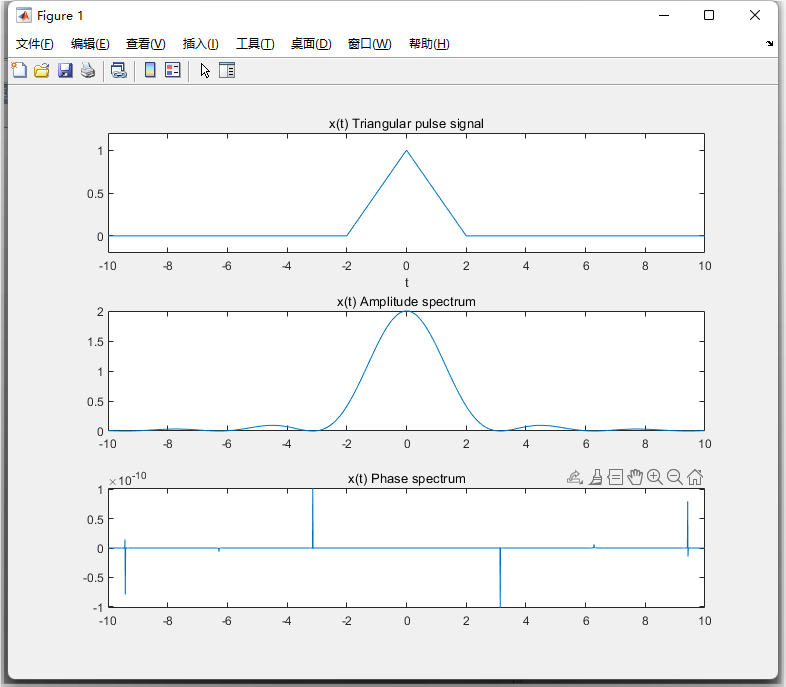 Figure 1
文件(F) 编辑(E) 查看(V) 插入(I) 工具(T) 桌面(D) 窗口(W) 帮助(H)
x(t) Triangular pulse signal
1
0.5
0
-10 -8 -6 -4 -2 0 2 4 6 8 10
t
x(t) Amplitude spectrum
2
1.5
1
0.5
0
-10 -8 -6 -4 -2 0 2 4 6 8 10
x(t) Phase spectrum
×10^-10
1
0.5
0
-0.5
-1
-10 -8 -6 -4 -2 0 2 4 6 8 10